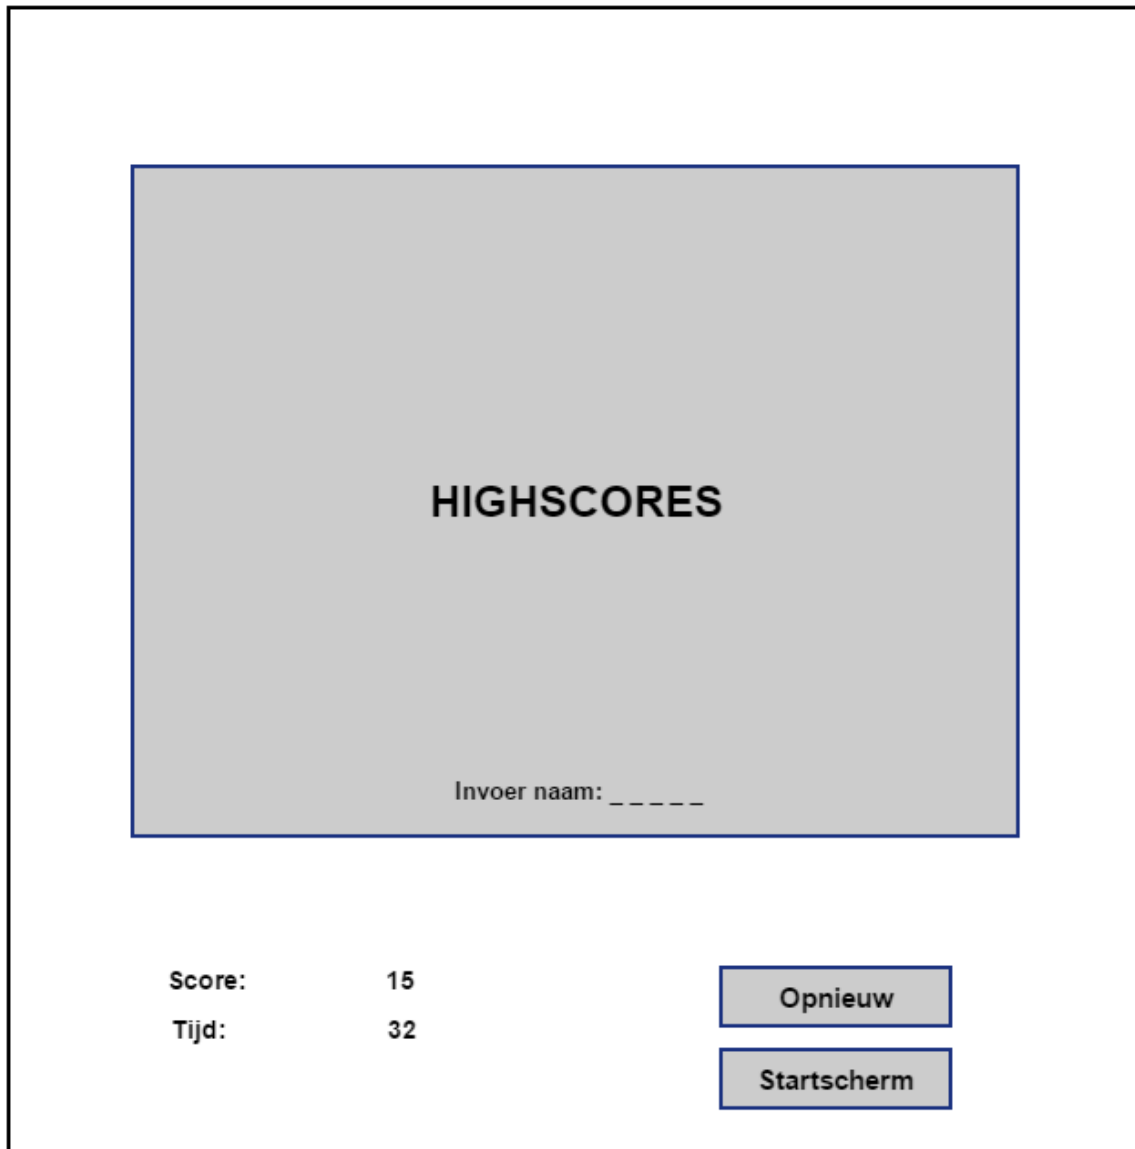 HIGHSCORES
Invoer naam: _ _ _ _ _
Score: 15
Tijd: 32
Opnieuw
Startscherm